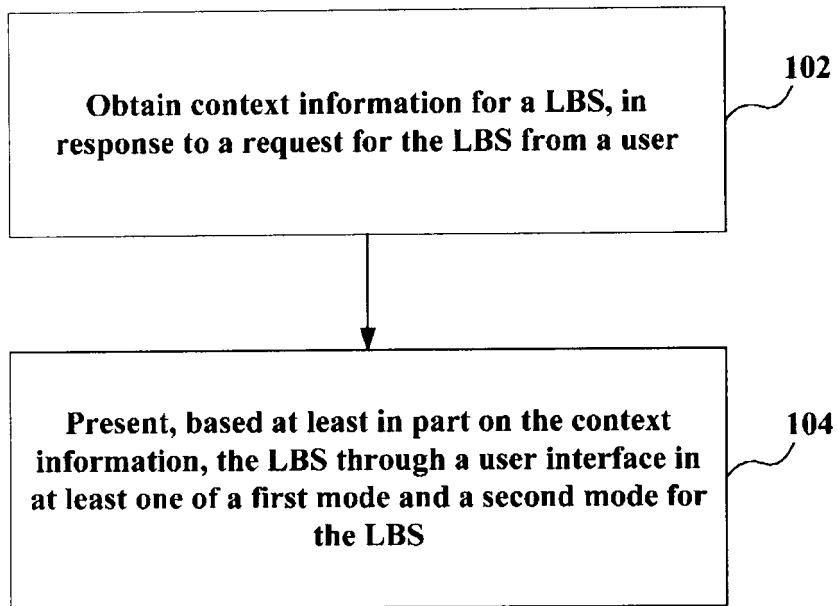 Obtain context information for a LBS, in
response to a request for the LBS from a user
102
Present, based at least in part on the context
information, the LBS through a user interface in
at least one of a first mode and a second mode for
the LBS
104